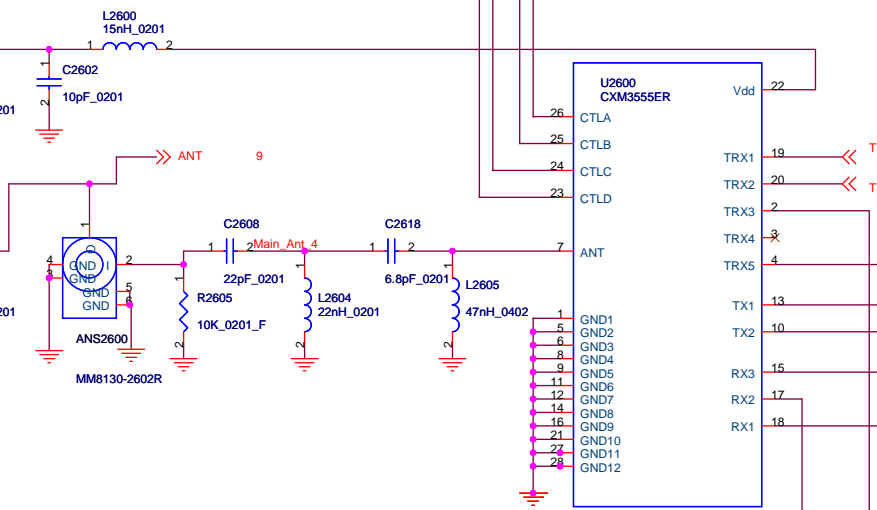 L2600
15nH_0201
1
2
1
C2602
10pF_0201
2
201
ANT
9
1
O
4
GND
I
2
3
GND
GND
5
GND
6
ANS2600
MM8130-2602R
201
C2608
1
2
Main_Ant_4
22pF_0201
C2618
1
2
6.8pF_0201
1
R2605
10K_0201_F
2
1
L2604
22nH_0201
2
1
L2605
47nH_0402
2
U2600
CXM3555ER
26
CTLA
25
CTLB
24
CTLC
23
CTLD
7
ANT
1
GND1
5
GND2
6
GND3
8
GND4
9
GND5
11
GND6
12
GND7
14
GND8
16
GND9
21
GND10
27
GND11
28
GND12
Vdd
22
TRX1
19
T
TRX2
20
T
TRX3
2
TRX4
3
TRX5
4
TX1
13
TX2
10
RX3
15
RX2
17
RX1
18